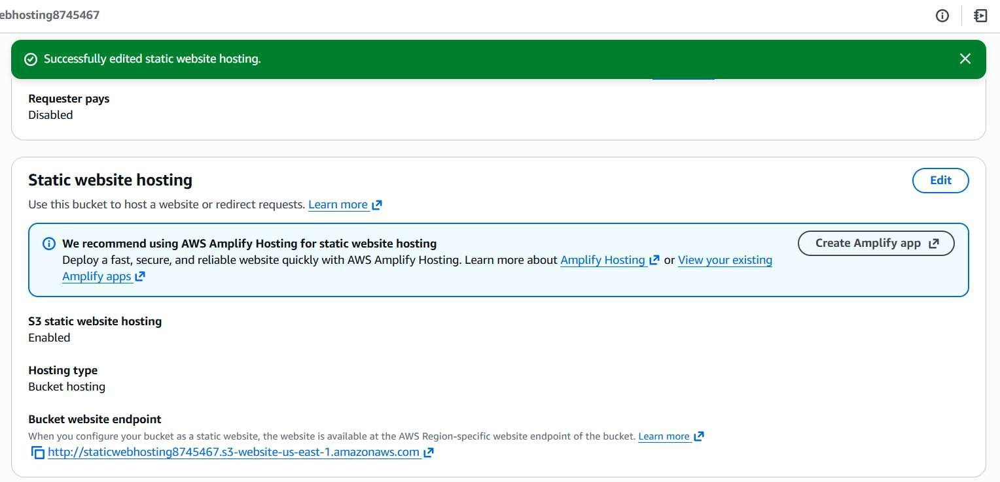 ebhosting8745467
Successfully edited static website hosting.
Requester pays
Disabled
Static website hosting
Edit
Use this bucket to host a website or redirect requests. Learn more
We recommend using AWS Amplify Hosting for static website hosting
Create Amplify app
Deploy a fast, secure, and reliable website quickly with AWS Amplify Hosting. Learn more about Amplify Hosting or View your existing
Amplify apps
S3 static website hosting
Enabled
Hosting type
Bucket hosting
Bucket website endpoint
When you configure your bucket as a static website, the website is available at the AWS Region-specific website endpoint of the bucket. Learn more
http://staticwebhosting8745467.s3-website-us-east-1.amazonaws.com